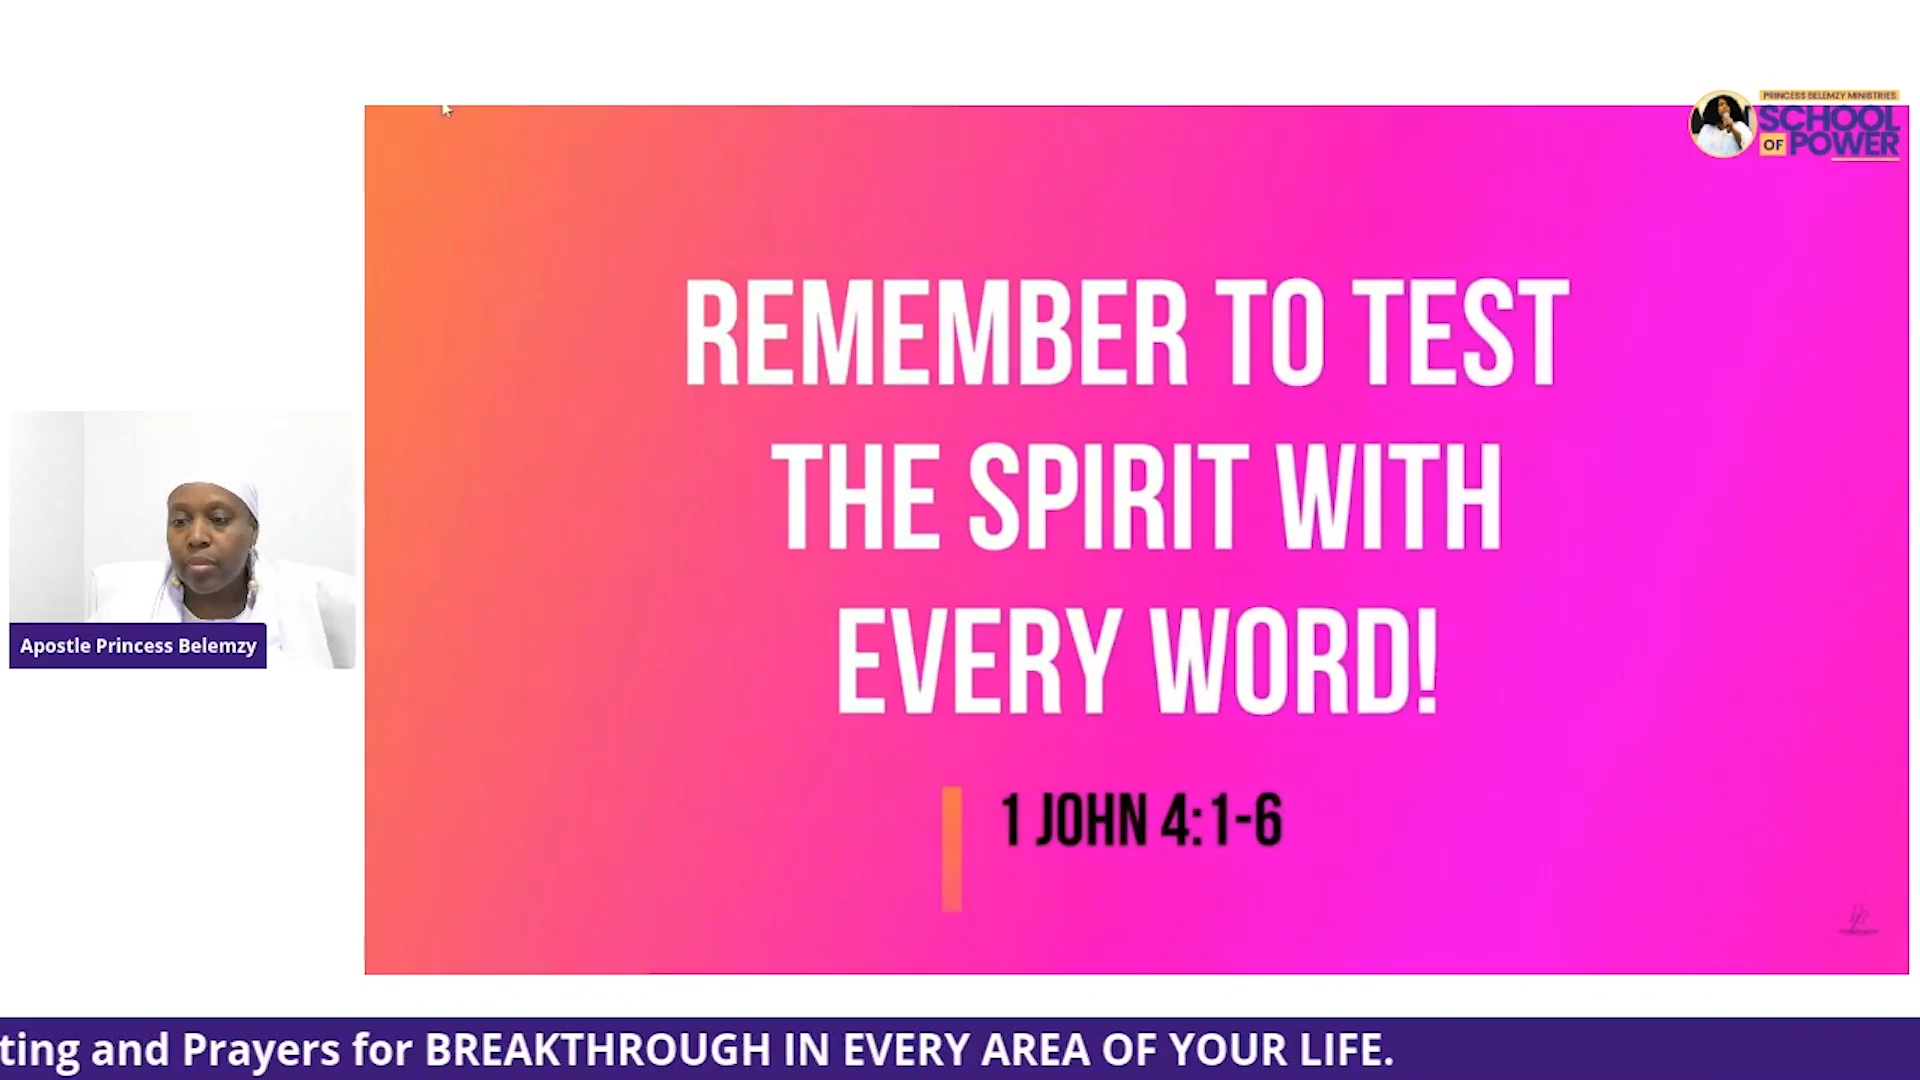 PRINCESS BELEMZY MINISTRIES
SCHOOL
OF POWER
REMEMBER TO TEST
THE SPIRIT WITH
EVERY WORD!
1 JOHN 4:1-6
Apostle Princess Belemzy
ting and Prayers for BREAKTHROUGH IN EVERY AREA OF YOUR LIFE.